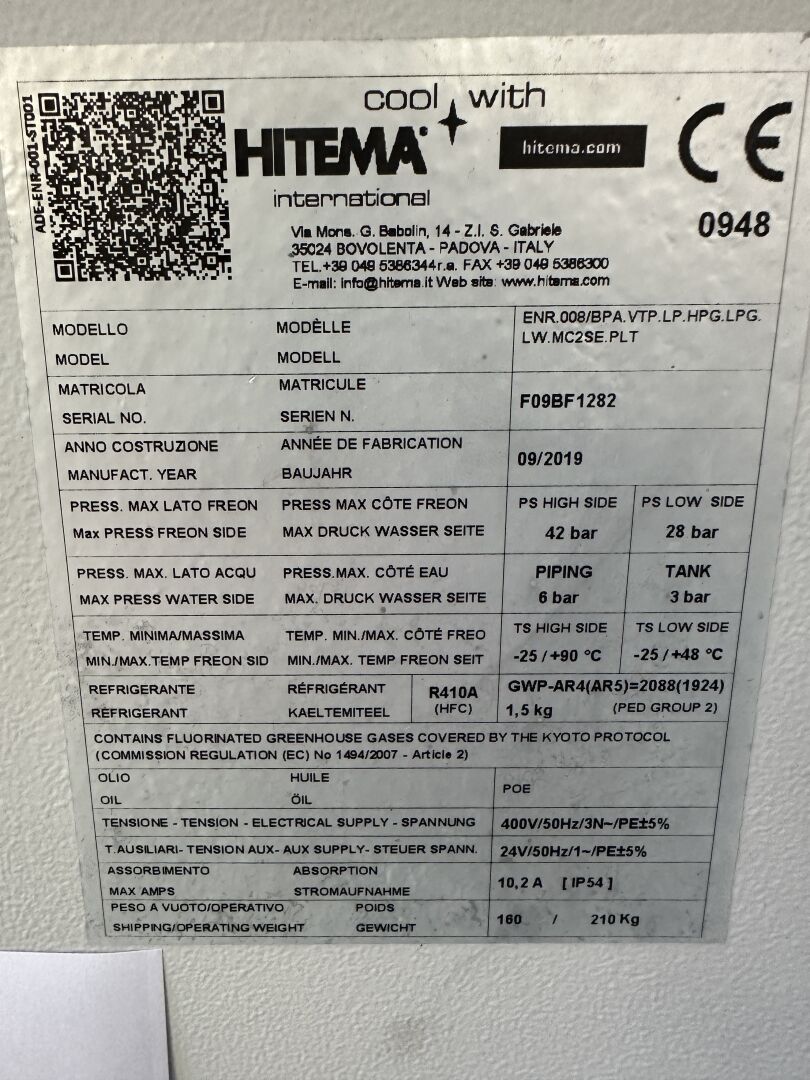 ADE-ENR-001-ST001
cool with
HITEMA
international
hitema.com
CE
0948
Via Mons. G. Babolin, 14 - Z.I. S. Gabriele
35024 BOVOLENTA - PADOVA - ITALY
TEL.+39 049 5386344r.a. FAX +39 049 5386300
E-mail: info@hitema.it Web site: www.hitema.com
MODELLO MODÈLLE ENR.008/BPA.VTP.LP.HPG.LPG.
MODEL MODELL LW.MC2SE.PLT
MATRICOLA MATRICULE
SERIAL NO. SERIEN N. F09BF1282
ANNO COSTRUZIONE ANNÉE DE FABRICATION
MANUFACT. YEAR BAUJAHR 09/2019
PRESS. MAX LATO FREON PRESS MAX CÔTE FREON PS HIGH SIDE PS LOW SIDE
Max PRESS FREON SIDE MAX DRUCK WASSER SEITE 42 bar 28 bar
PRESS. MAX. LATO ACQU PRESS.MAX. CÔTÉ EAU PIPING TANK
MAX PRESS WATER SIDE MAX. DRUCK WASSER SEITE 6 bar 3 bar
TEMP. MINIMA/MASSIMA TEMP. MIN./MAX. CÔTÉ FREO TS HIGH SIDE TS LOW SIDE
MIN./MAX.TEMP FREON SID MIN./MAX. TEMP FREON SEIT -25 / +90 °C -25 / +48 °C
REFRIGERANTE RÉFRIGÉRANT R410A GWP-AR4(AR5)=2088(1924)
REFRIGERANT KAELTEMITEEL (HFC) 1,5 kg (PED GROUP 2)
CONTAINS FLUORINATED GREENHOUSE GASES COVERED BY THE KYOTO PROTOCOL
(COMMISSION REGULATION (EC) No 1494/2007 - Article 2)
OLIO HUILE
OIL ÖIL POE
TENSIONE - TENSION - ELECTRICAL SUPPLY - SPANNUNG 400V/50Hz/3N~/PE±5%
T.AUSILIARI- TENSION AUX- AUX SUPPLY- STEUER SPANN. 24V/50Hz/1~/PE±5%
ASSORBIMENTO ABSORPTION
MAX AMPS STROMAUFNAHME 10,2 A [ IP54 ]
PESO A VUOTO/OPERATIVO POIDS
SHIPPING/OPERATING WEIGHT GEWICHT 160 / 210 Kg